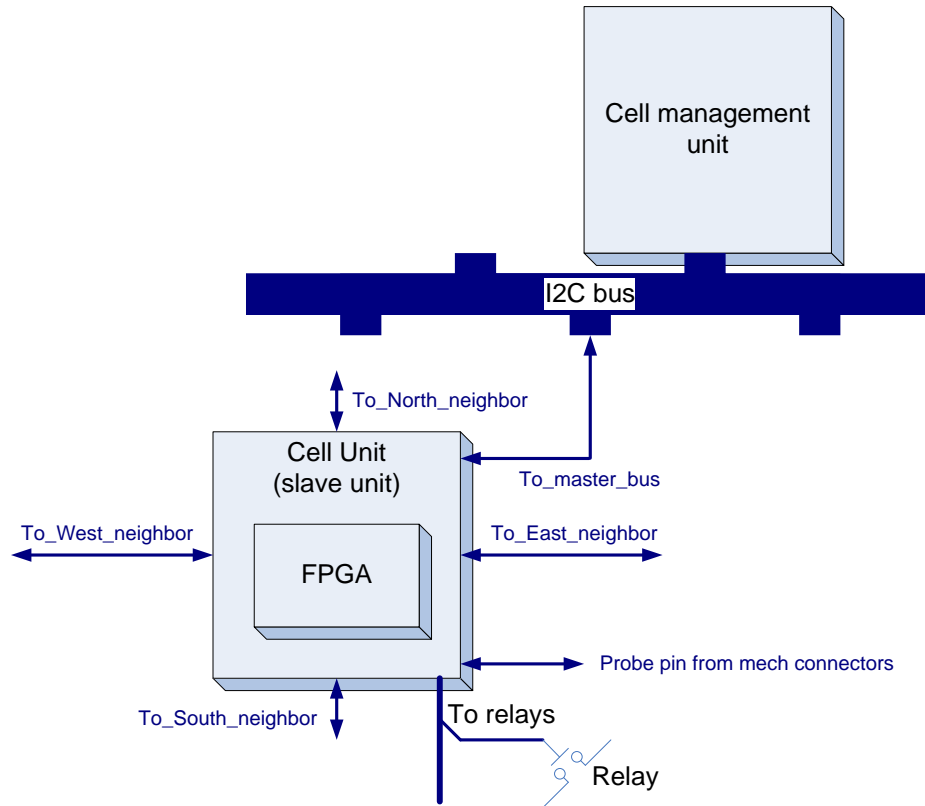 Cell management
unit
I2C bus
To_North_neighbor
Cell Unit
(slave unit)
To_master_bus
To_West_neighbor
To_East_neighbor
FPGA
Probe pin from mech connectors
To_South_neighbor
To relays
Relay